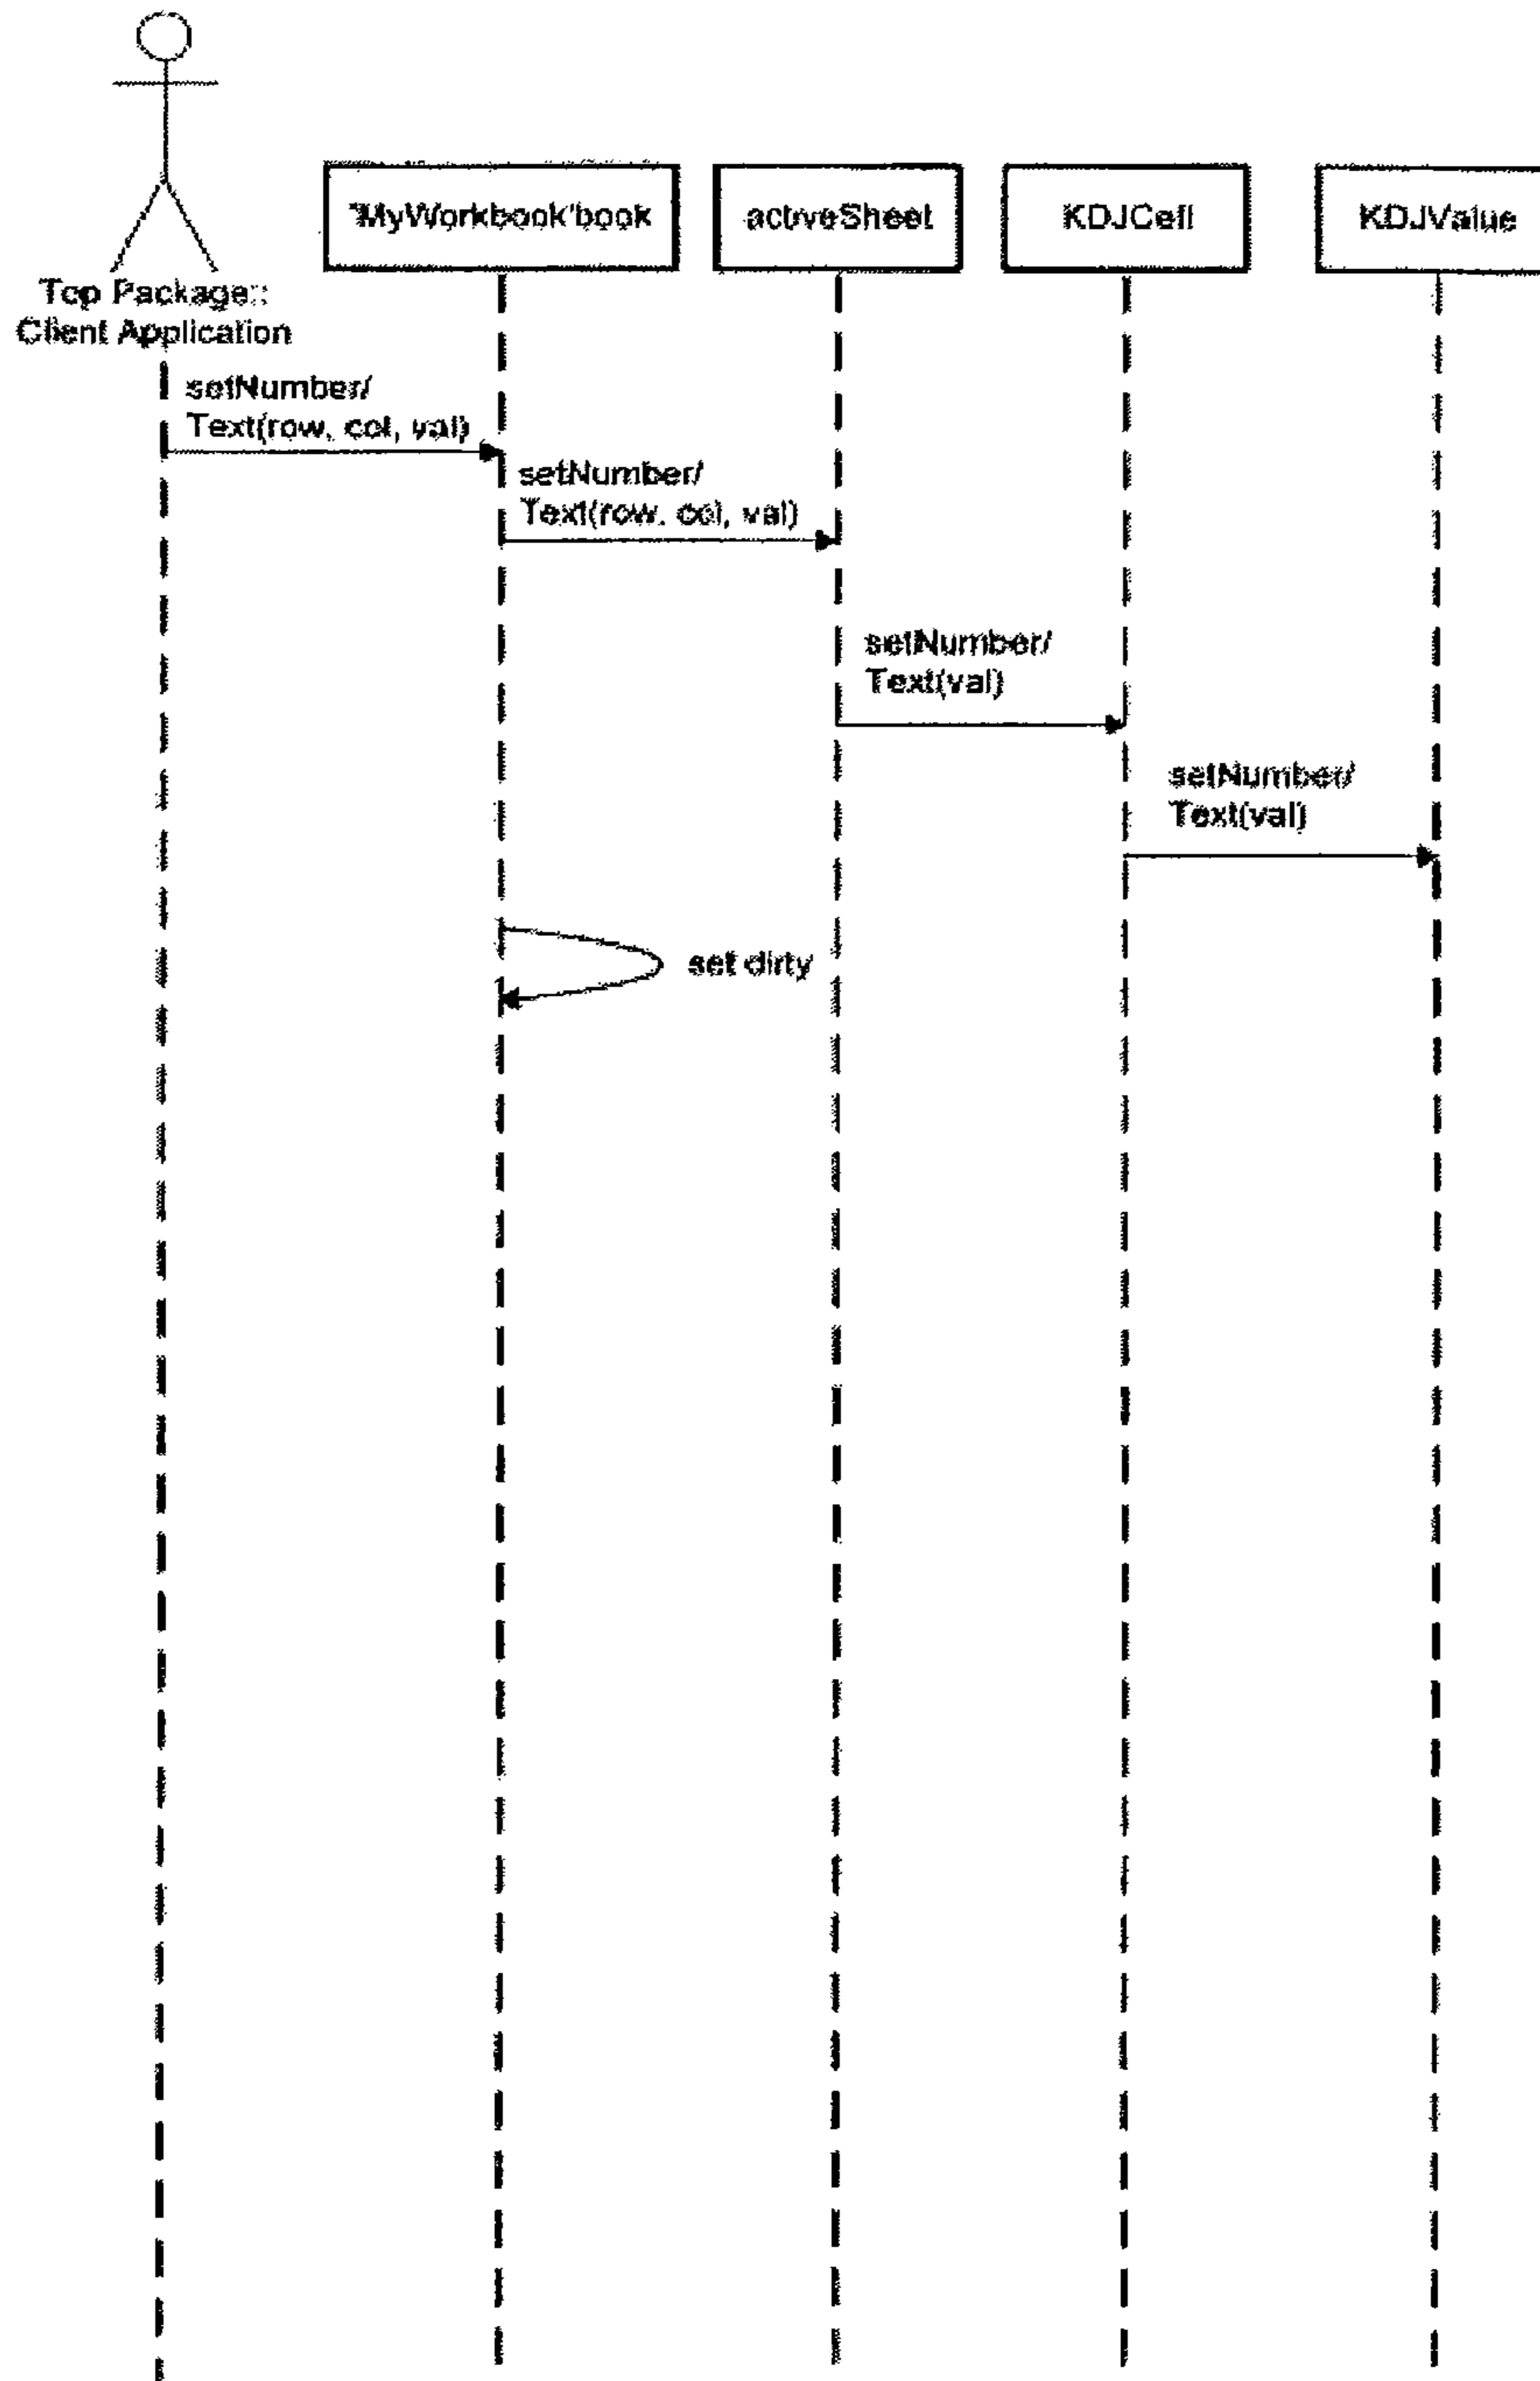 "MyWorkbook'book
activeSheet
KDJCell
KDJValue
Top Package::
Client Application
setNumber/
Text(row, col, val)
setNumber/
Text(row, col, val)
setNumber/
Text(val)
setNumber/
Text(val)
set dirty